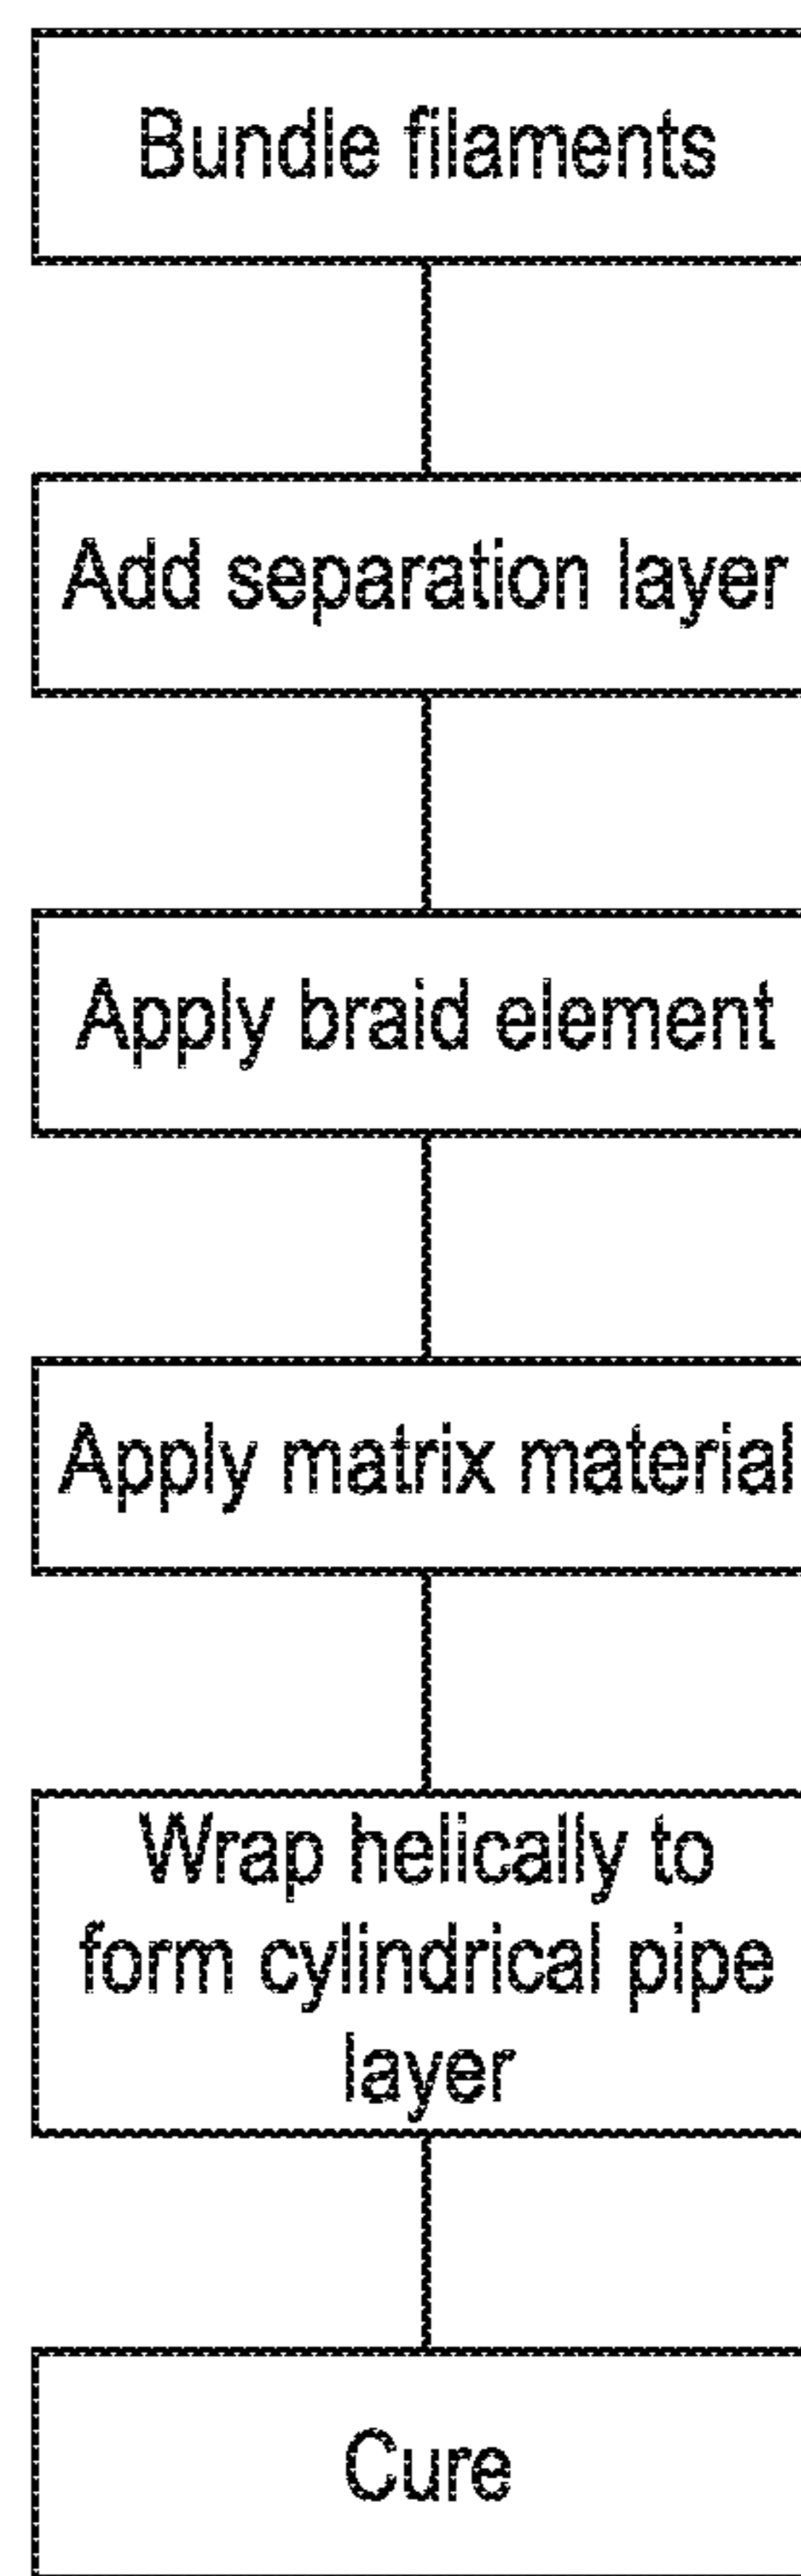 Bundle filaments
Add separation layer
Apply braid element
Apply matrix material
Wrap helically to
form cylindrical pipe
layer
Cure